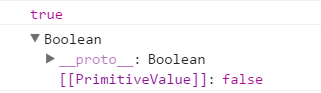 true
▼ Boolean
▶ __proto__: Boolean
[[PrimitiveValue]]: false